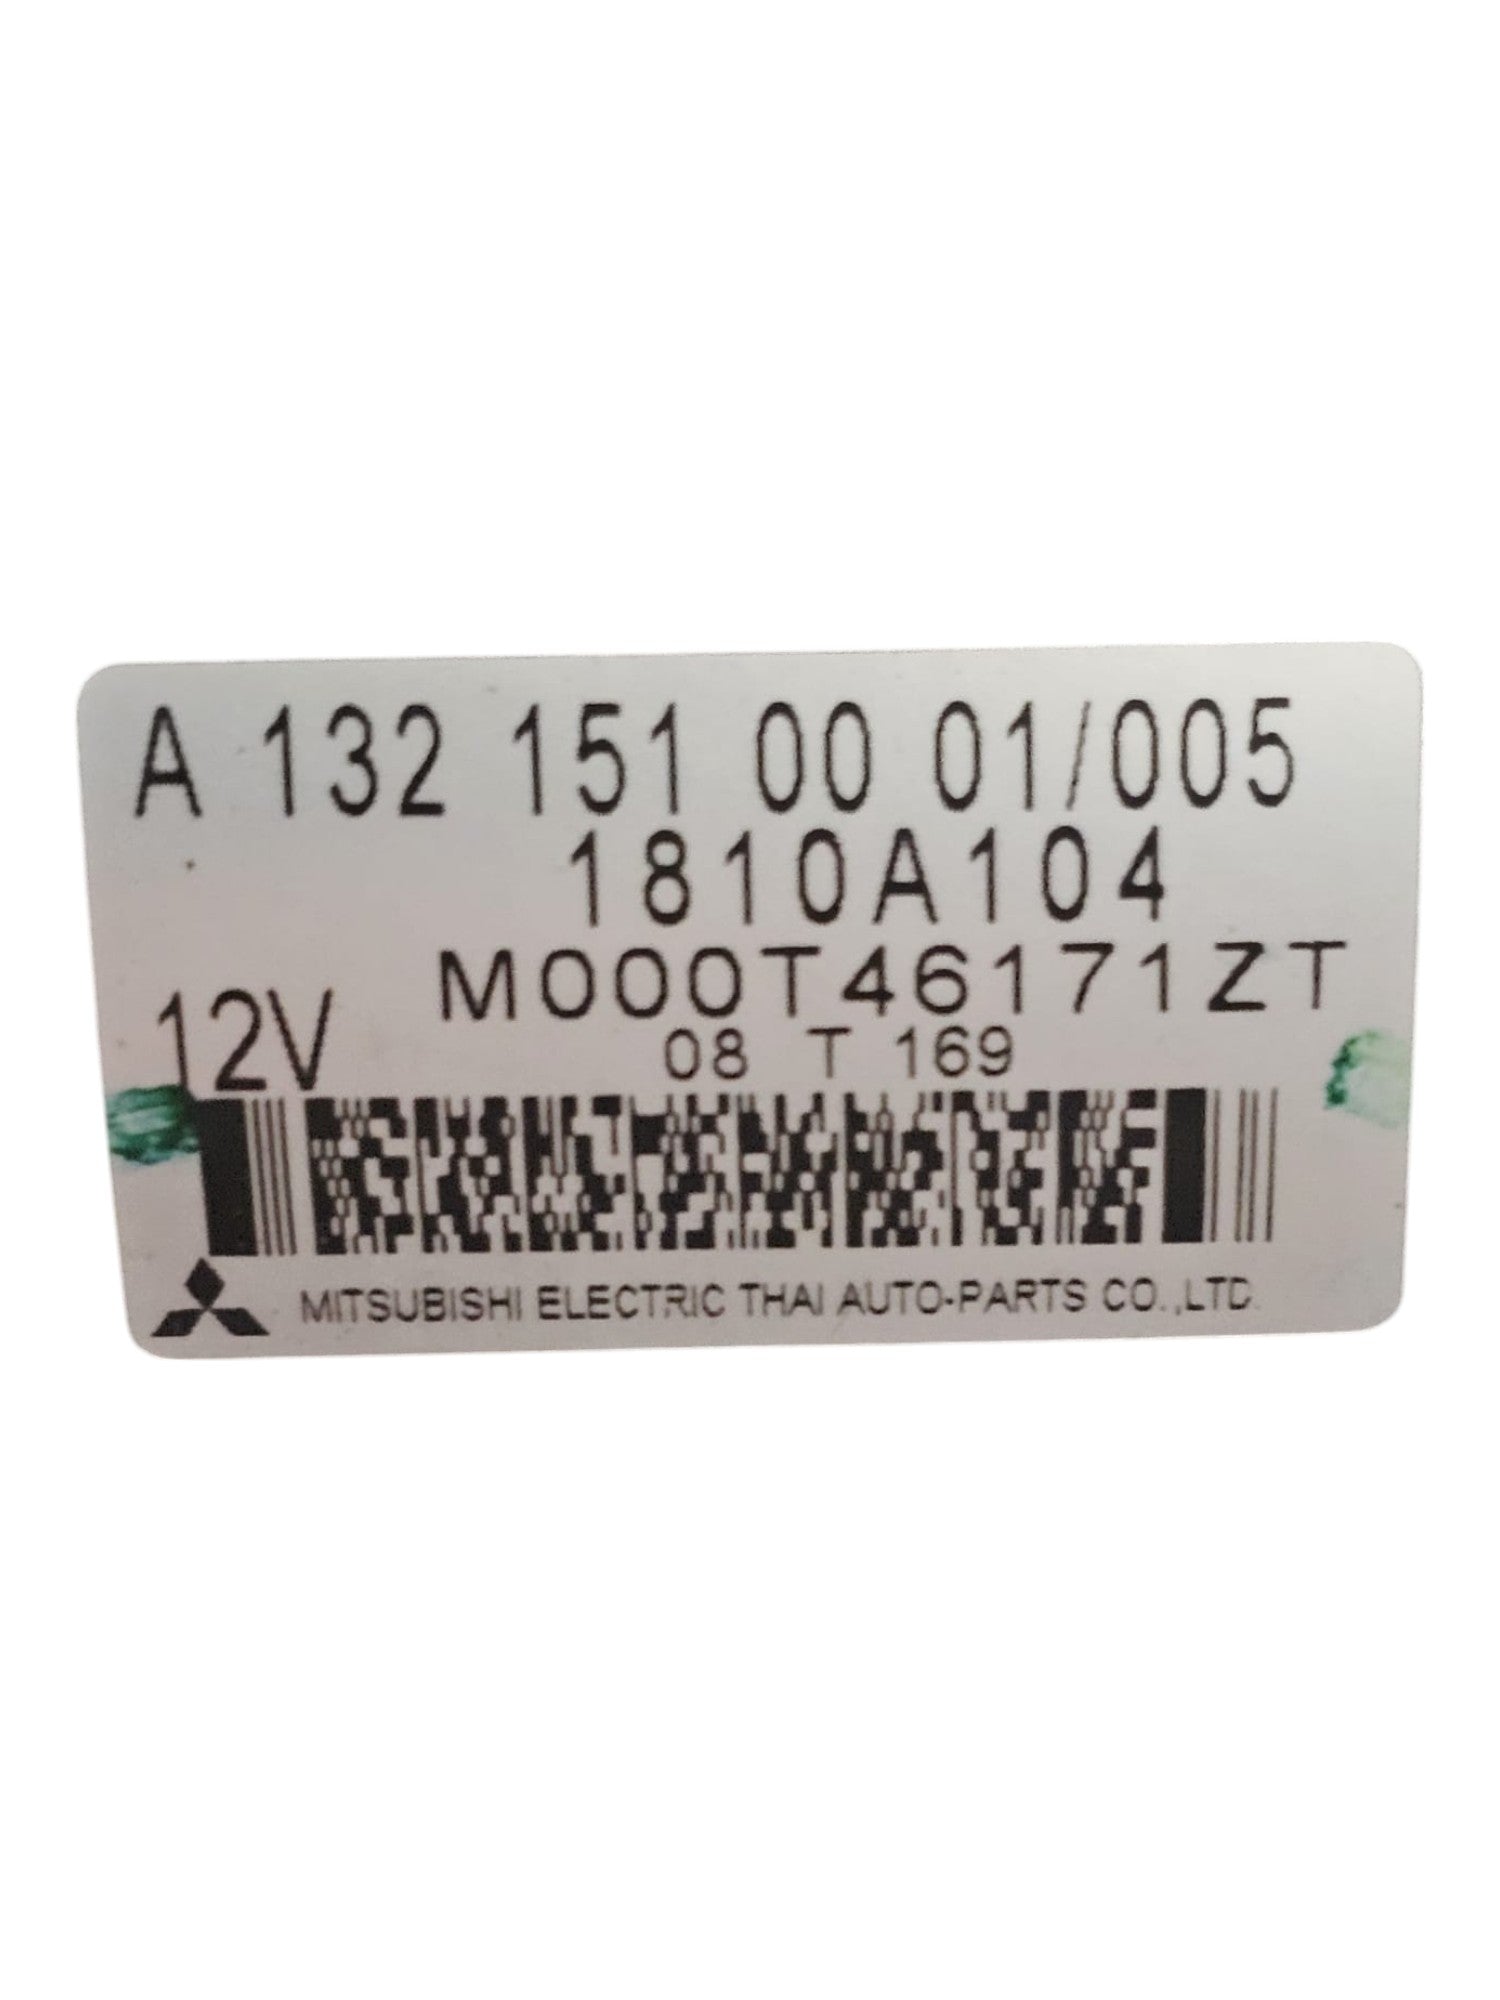 A 132 151 00 01/005
1810A104
M000T46171ZT
12V
08 T 169
MITSUBISHI ELECTRIC THAI AUTO-PARTS CO.,LTD.